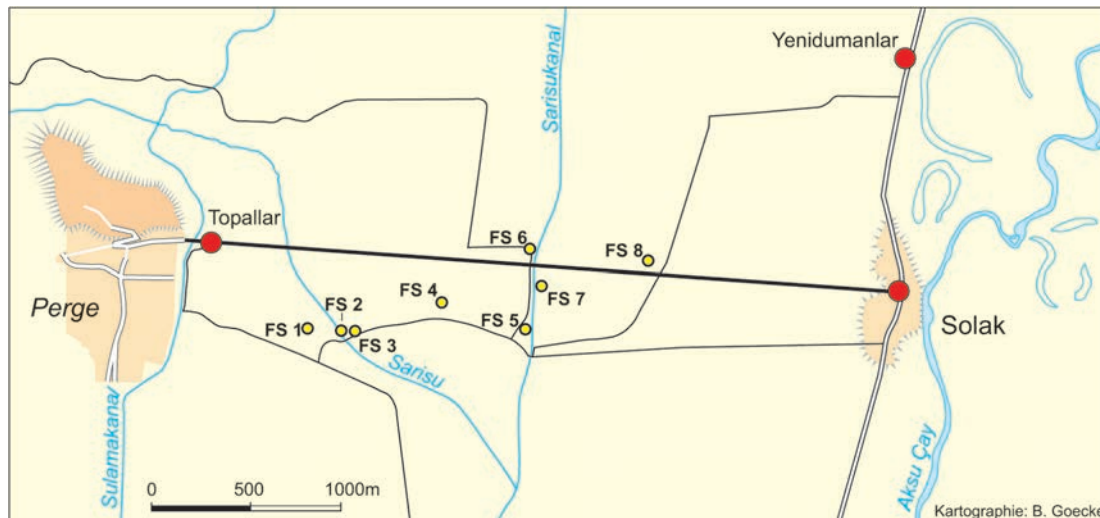 Yenidumanlar
Sarisukanal
Topallar
FS 6
FS 8
Perge
FS 4
FS 7
FS 2
FS 1
FS 5
FS 3
Solak
Sarisu
Sulamakanal
Aksu Çay
0 500 1000m
Kartographie: B. Goecke